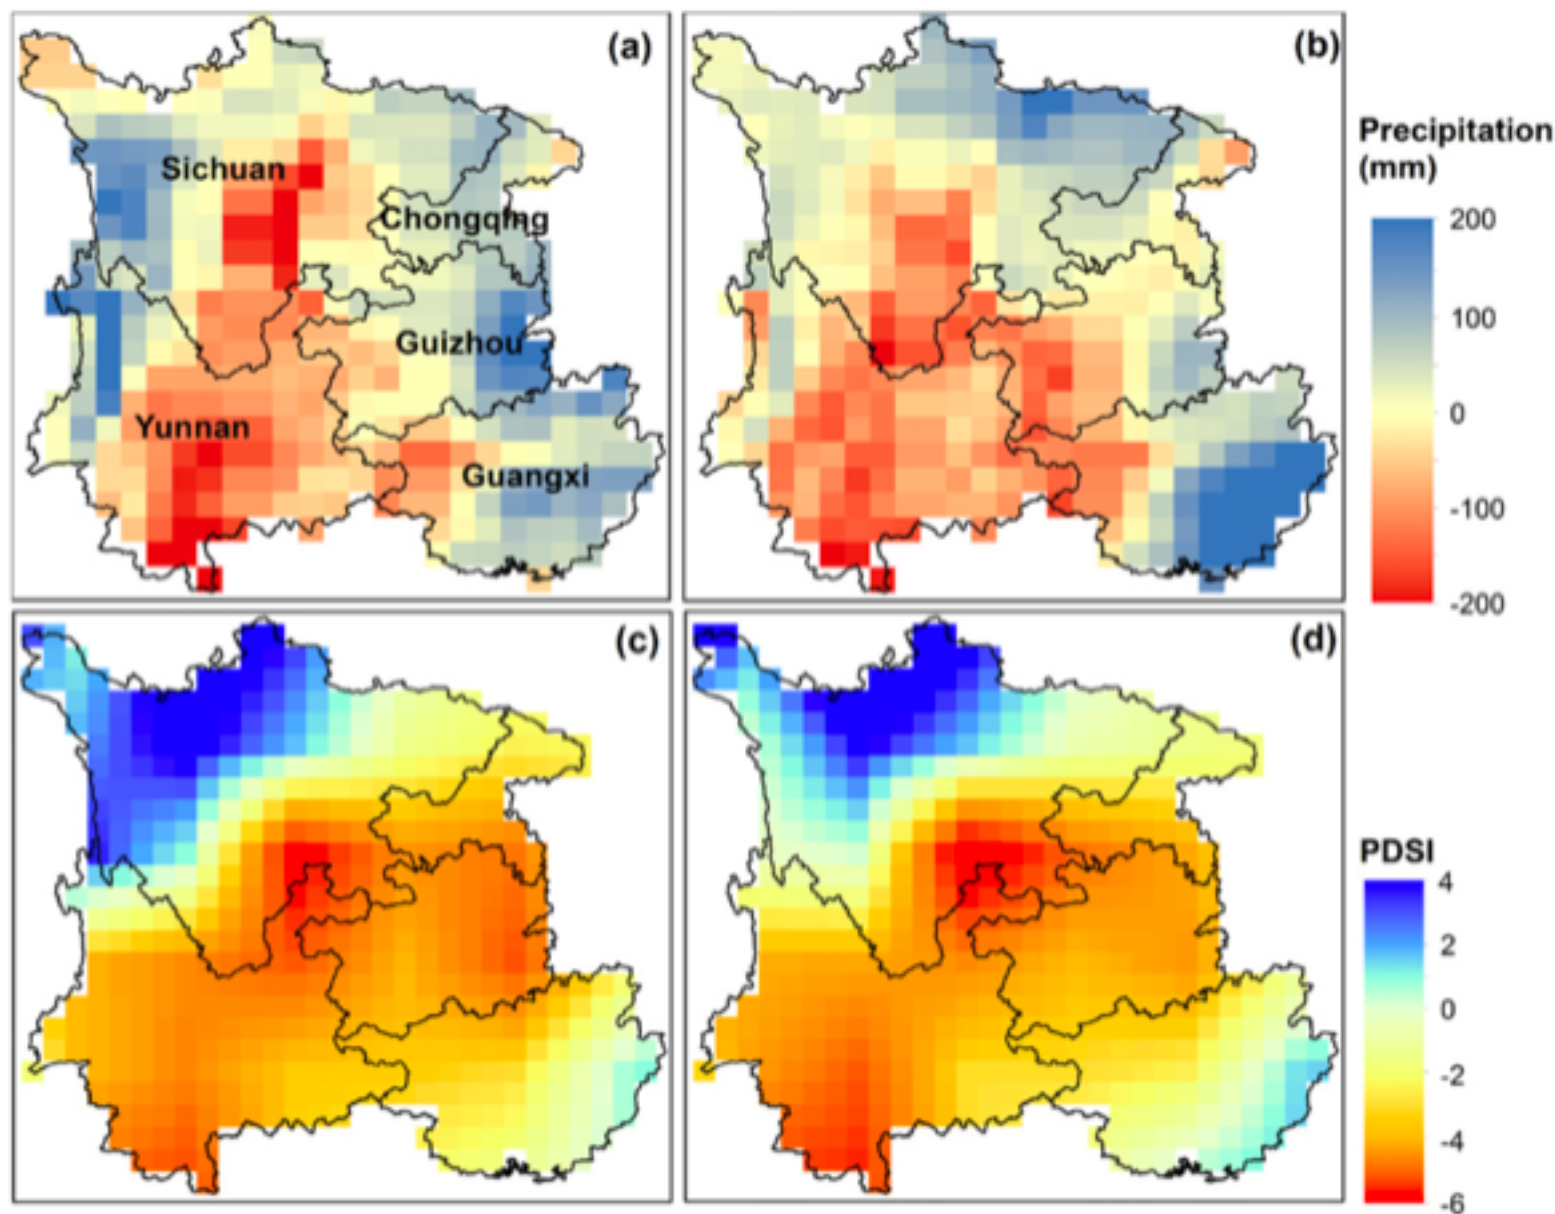 (a)
(b)
Sichuan
Chongqing
Guizhou
Yunnan
Guangxi
Precipitation
(mm)
200
100
0
-100
-200
(c)
(d)
PDSI
4
2
0
-2
-4
-6